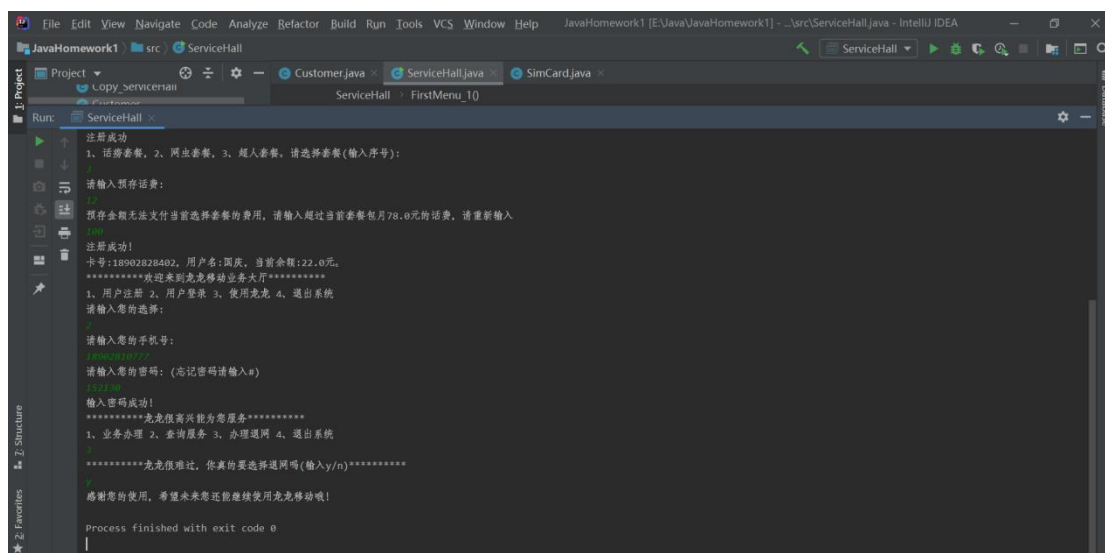 File Edit View Navigate Code Analyze Refactor Build Run Tools VCS Window Help JavaHomework1 [E:\Java\JavaHomework1] - ...\src\ServiceHall.java - IntelliJ IDEA
JavaHomework1 src ServiceHall ServiceHall
1: Project Project Customer.java ServiceHall.java SimCard.java
Copy_ServiceHall ServiceHall FirstMenu_1()
Customer
Run: ServiceHall
注册成功
1、话痨套餐, 2、网虫套餐, 3、超人套餐。请选择套餐(输入序号):
3
请输入预存话费:
12
预存金额无法支付当前选择套餐的费用, 请输入超过当前套餐包月78.0元的话费, 请重新输入
100
注册成功!
卡号:18902828402, 用户名:国庆, 当前余额:22.0元。
**********欢迎来到龙龙移动业务大厅**********
1、用户注册 2、用户登录 3、使用龙龙 4、退出系统
请输入您的选择:
2
请输入您的手机号:
18902810777
请输入您的密码: (忘记密码请输入#)
152130
输入密码成功!
**********龙龙很高兴能为您服务**********
1、业务办理 2、查询服务 3、办理退网 4、退出系统
3
**********龙龙很难过, 你真的要选择退网吗(输入y/n)**********
y
感谢您的使用, 希望未来您还能继续使用龙龙移动哦!
Process finished with exit code 0
7: Structure
2: Favorites